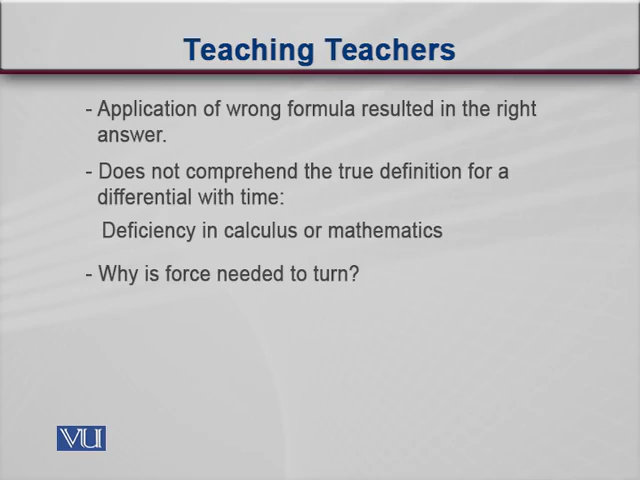 Teaching Teachers
- Application of wrong formula resulted in the right
answer.
- Does not comprehend the true definition for a
differential with time:
Deficiency in calculus or mathematics
- Why is force needed to turn?
VU